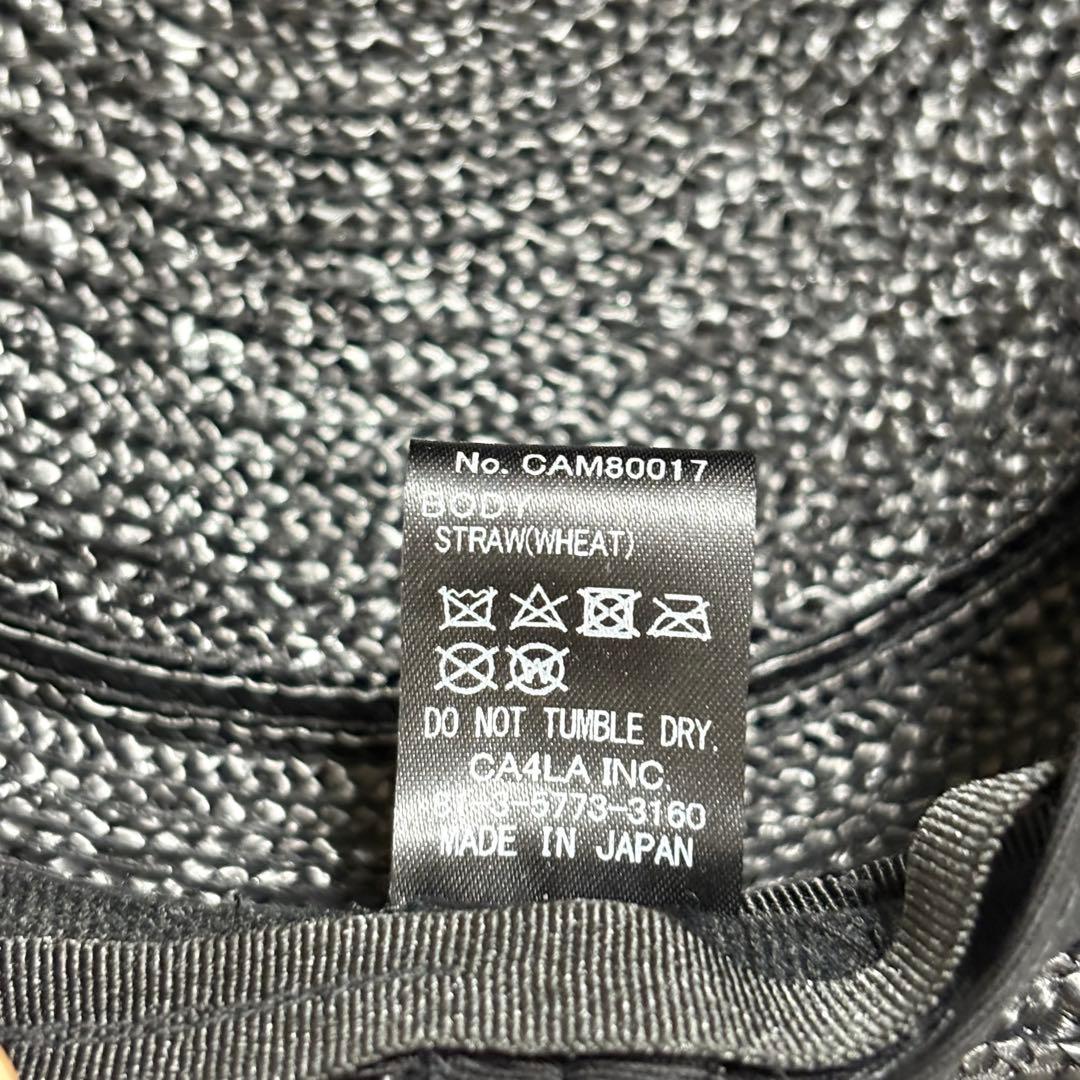 No. CAM80017
BODY
STRAW(WHEAT)
W
DO NOT TUMBLE DRY.
CA4LA INC.
81-3-5773-3160
MADE IN JAPAN